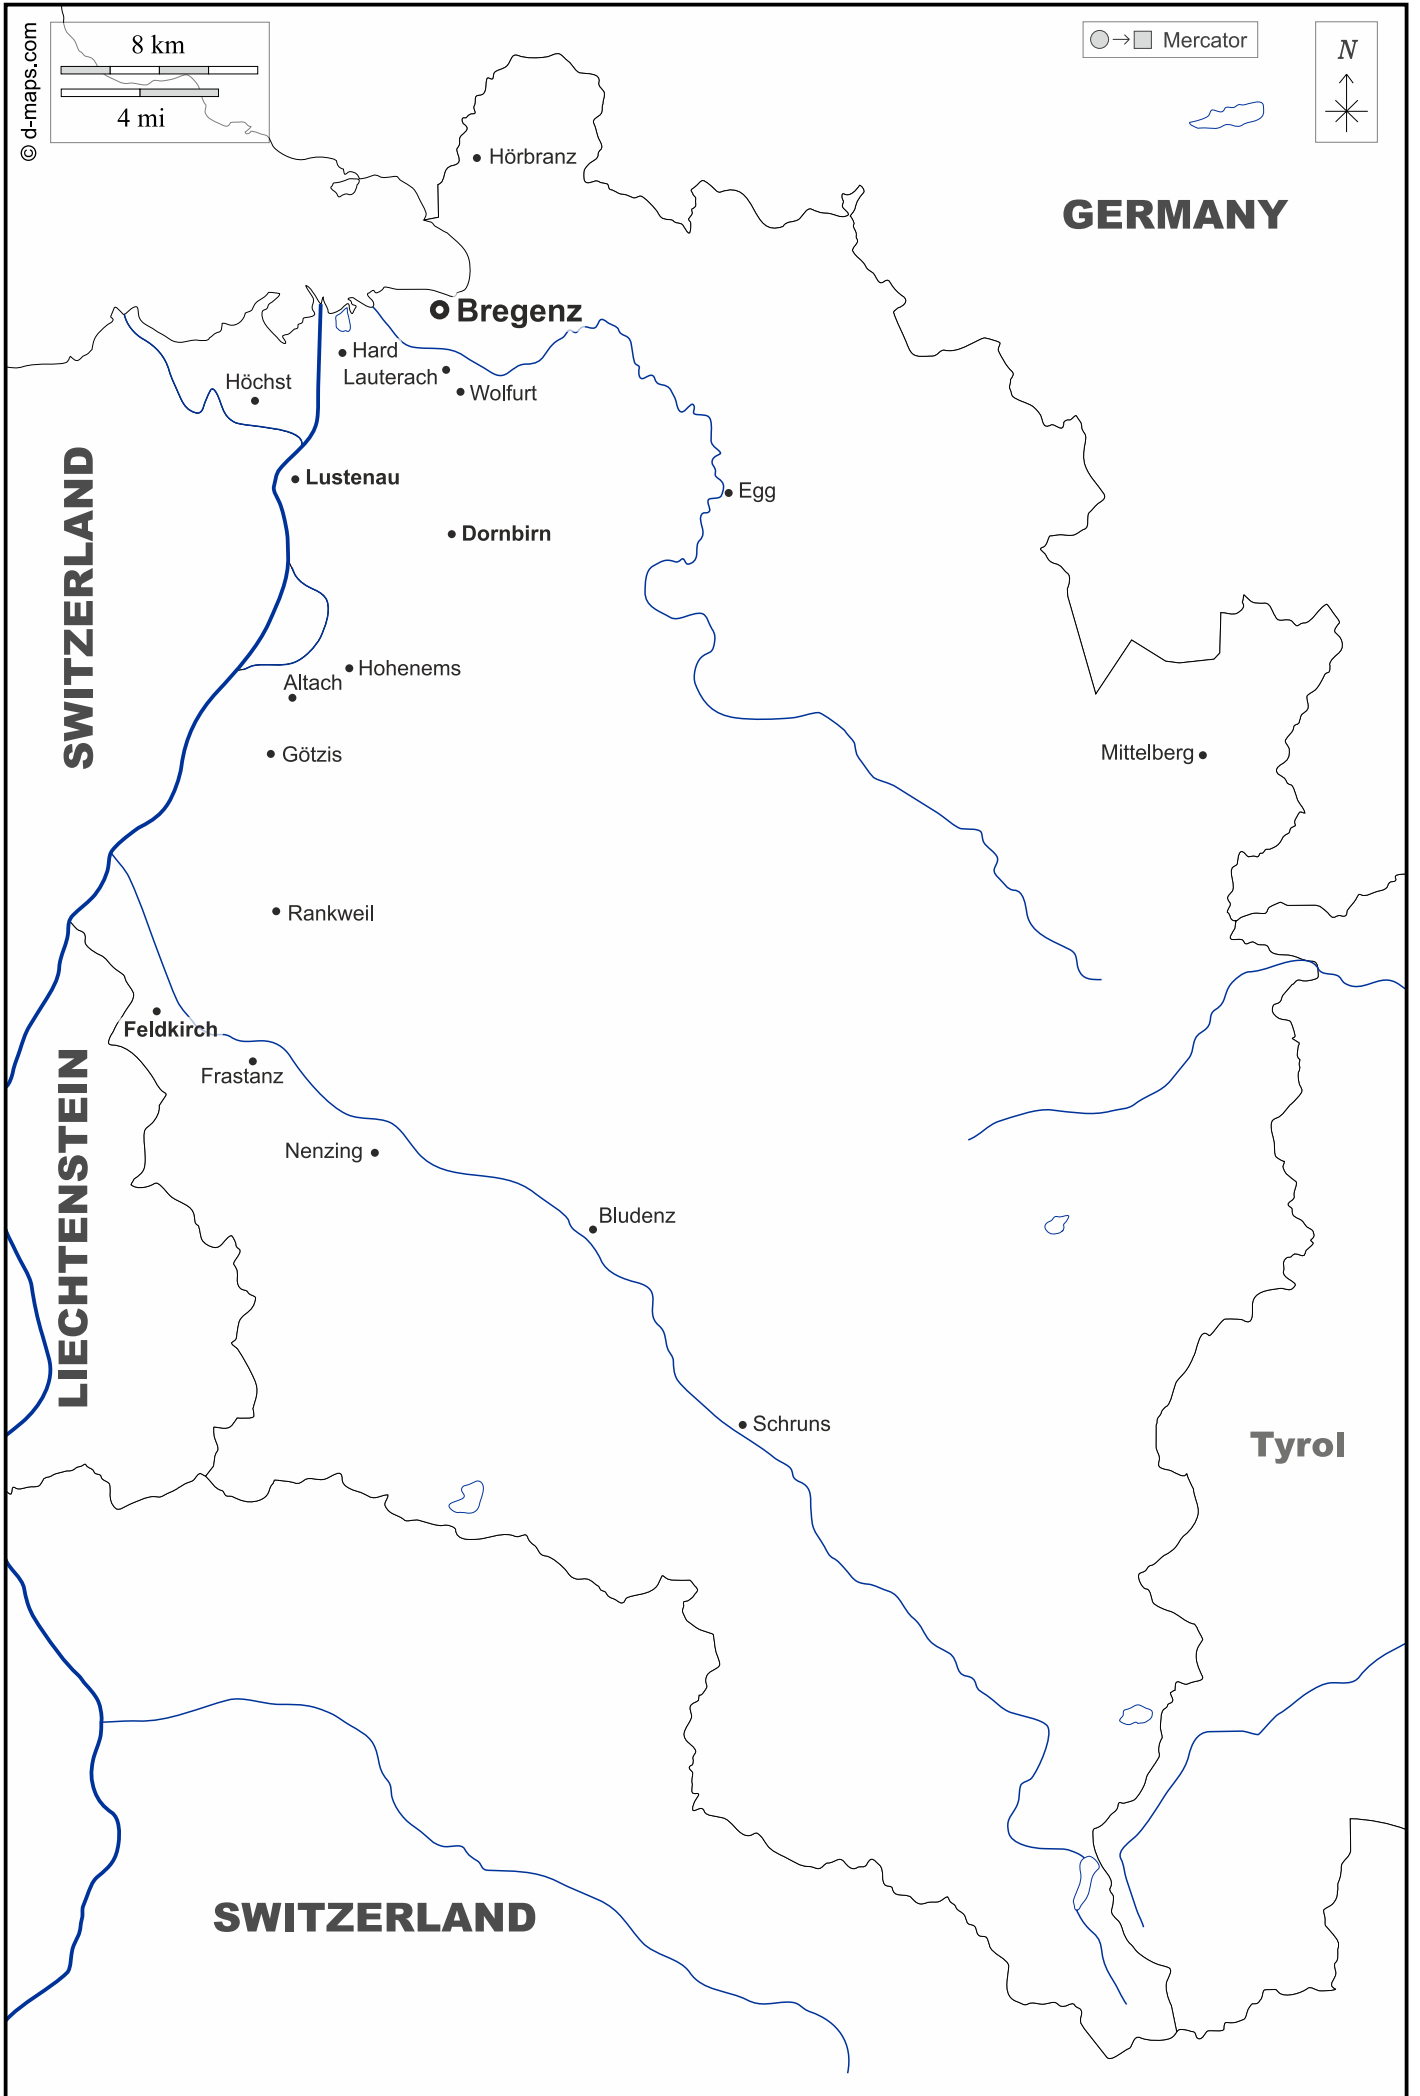 © d-maps.com
8 km
4 mi
Mercator
N
Hörbranz
GERMANY
Bregenz
Hard
Lauterach
Höchst
Wolfurt
SWITZERLAND
Lustenau
Egg
Dornbirn
Hohenems
Altach
Götzis
Mittelberg
Rankweil
Feldkirch
LIECHTENSTEIN
Frastanz
Nenzing
Bludenz
Schruns
Tyrol
SWITZERLAND